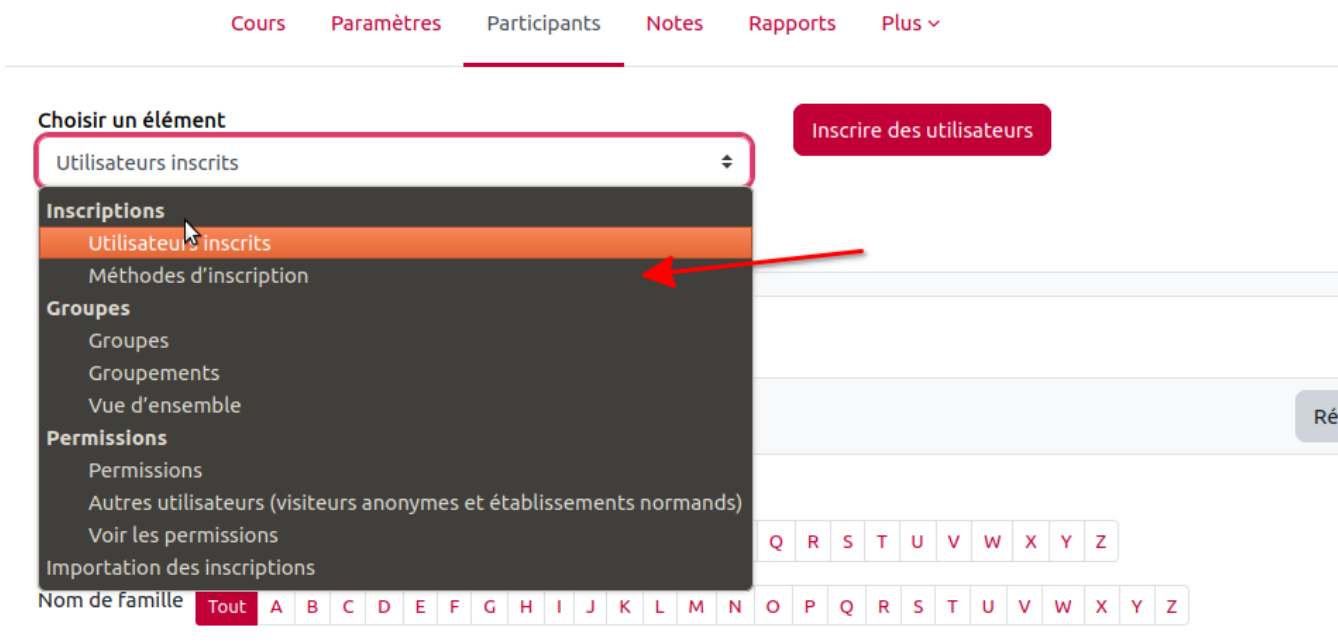 Cours Paramètres Participants Notes Rapports Plus
Choisir un élément
Inscrire des utilisateurs
Utilisateurs inscrits
Inscriptions
Utilisateurs inscrits
Méthodes d'inscription
Groupes
Groupes
Groupements
Vue d'ensemble
Ré
Permissions
Permissions
Autres utilisateurs (visiteurs anonymes et établissements normands)
Voir les permissions
Q R S T U V W X Y Z
Importation des inscriptions
Nom de famille Tout A B C D E F G H I J K L M N O P Q R S T U V W X Y Z